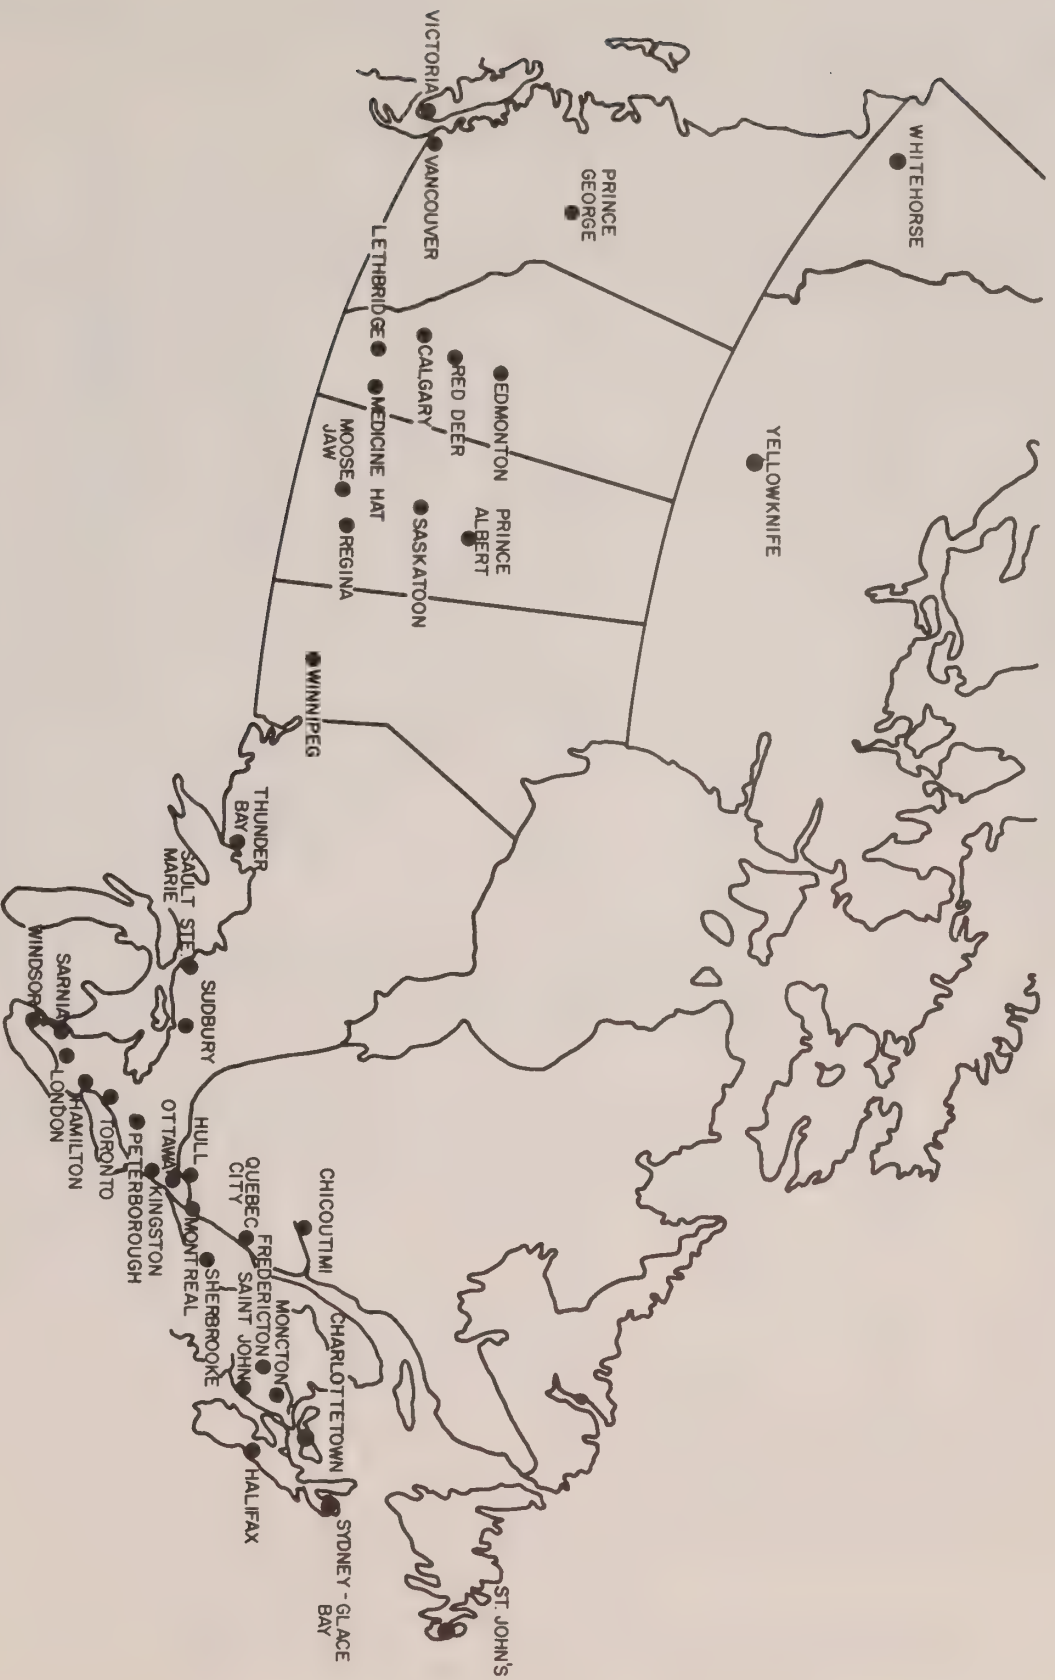 WHITEHORSE
YELLOWKNIFE
PRINCE
GEORGE
VICTORIA
VANCOUVER
EDMONTON
RED DEER
CALGARY
LETHBRIDGE
MEDICINE HAT
PRINCE
ALBERT
SASKATOON
MOOSE
JAW
REGINA
WINNIPEG
THUNDER
BAY
SAULT STE.
MARIE
SUDBURY
WINDSOR
SARNIA
LONDON
HAMILTON
TORONTO
PETERBOROUGH
KINGSTON
OTTAWA
HULL
MONTREAL
SHERBROOKE
QUEBEC
CITY
CHICOUTIMI
FREDERICTON
SAINT JOHN
MONCTON
CHARLOTTETOWN
HALIFAX
SYDNEY - GLACE
BAY
ST. JOHN'S